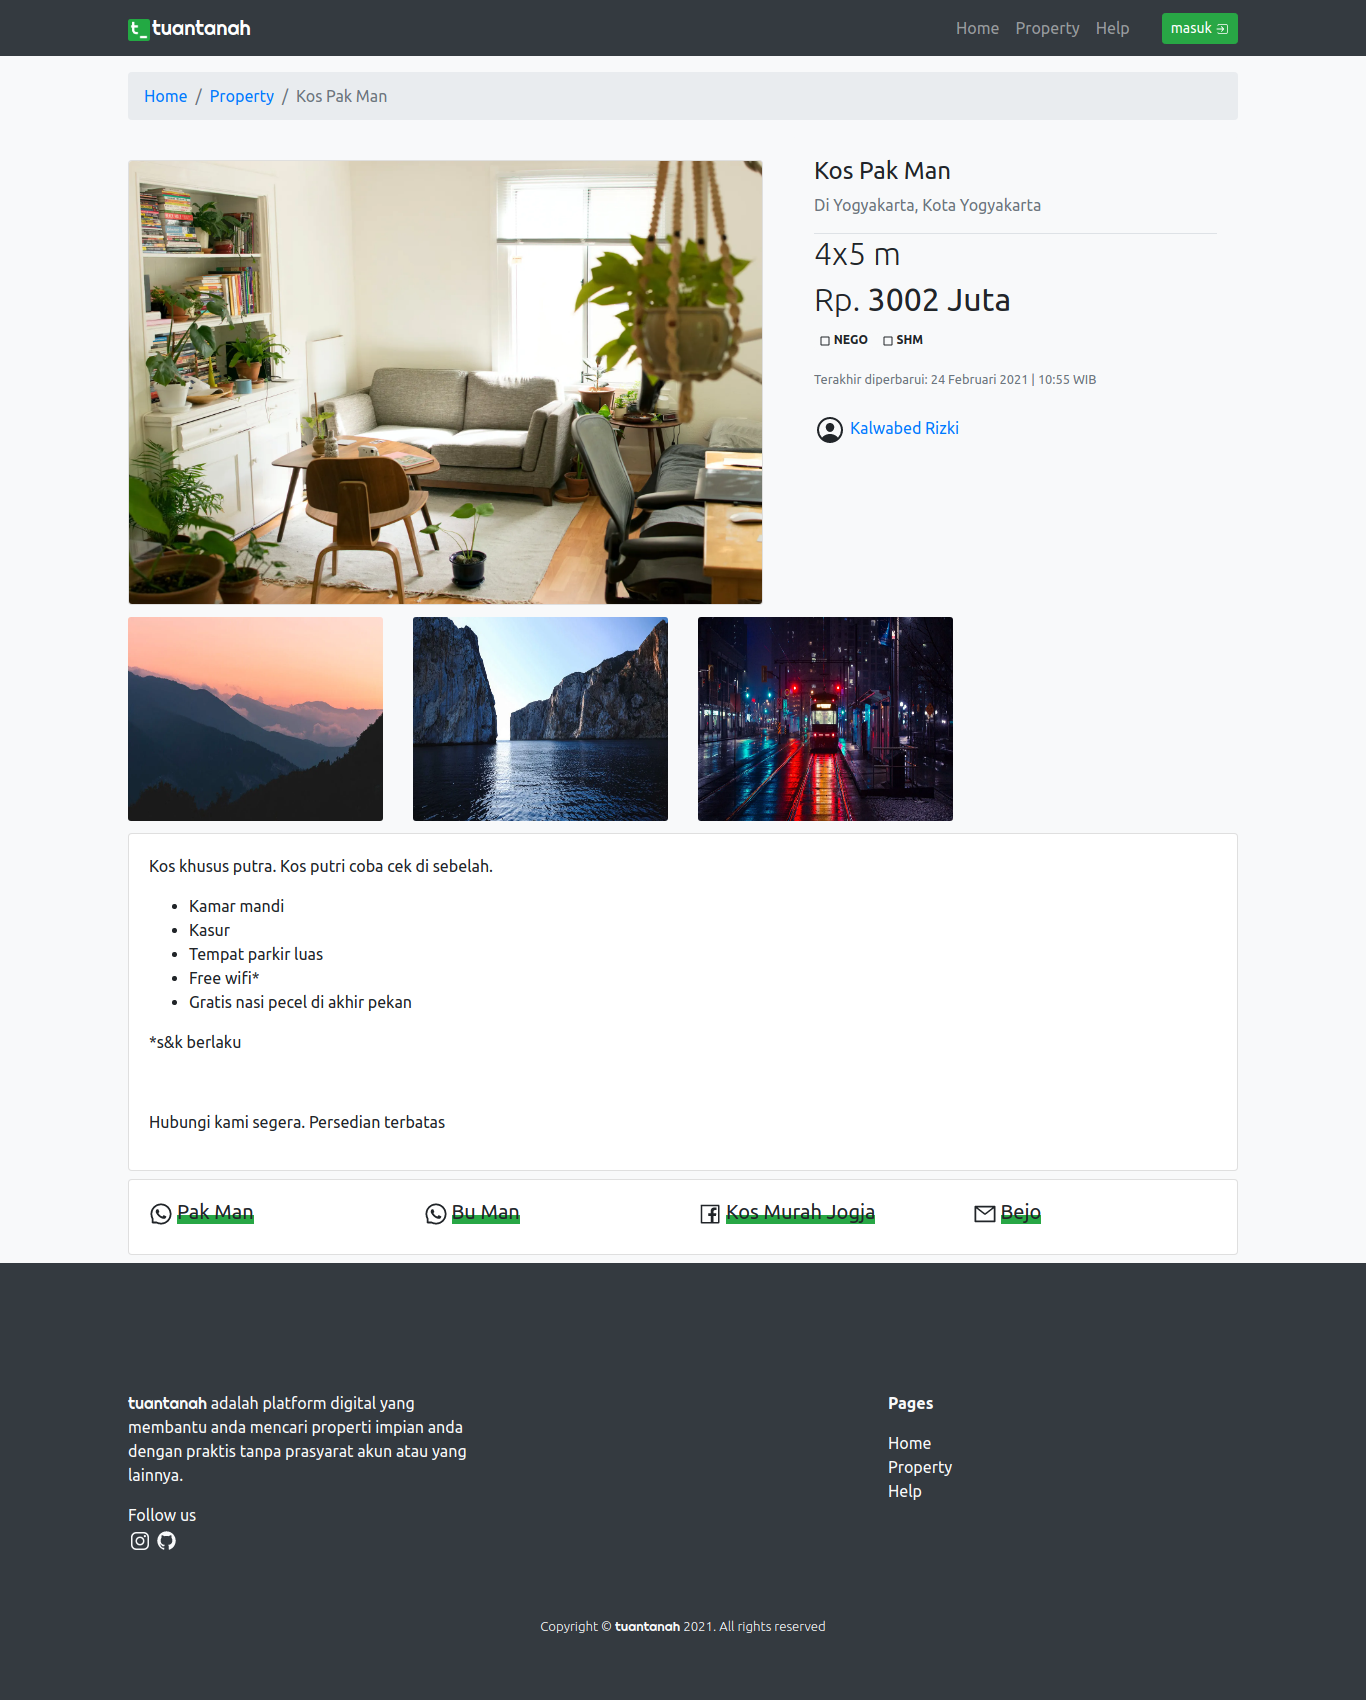 t_ tuantanah
Home Property Help masuk
Home / Property / Kos Pak Man
Kos Pak Man
Di Yogyakarta, Kota Yogyakarta
4x5 m
Rp. 3002 Juta
NEGO SHM
Terakhir diperbarui: 24 Februari 2021 | 10:55 WIB
Kalwabed Rizki
Kos khusus putra. Kos putri coba cek di sebelah.
• Kamar mandi
• Kasur
• Tempat parkir luas
• Free wifi*
• Gratis nasi pecel di akhir pekan
*s&k berlaku
Hubungi kami segera. Persedian terbatas
Pak Man
Bu Man
Kos Murah Jogja
Bejo
tuantanah adalah platform digital yang
membantu anda mencari properti impian anda
dengan praktis tanpa prasyarat akun atau yang
lainnya.
Follow us
Pages
Home
Property
Help
Copyright © tuantanah 2021. All rights reserved